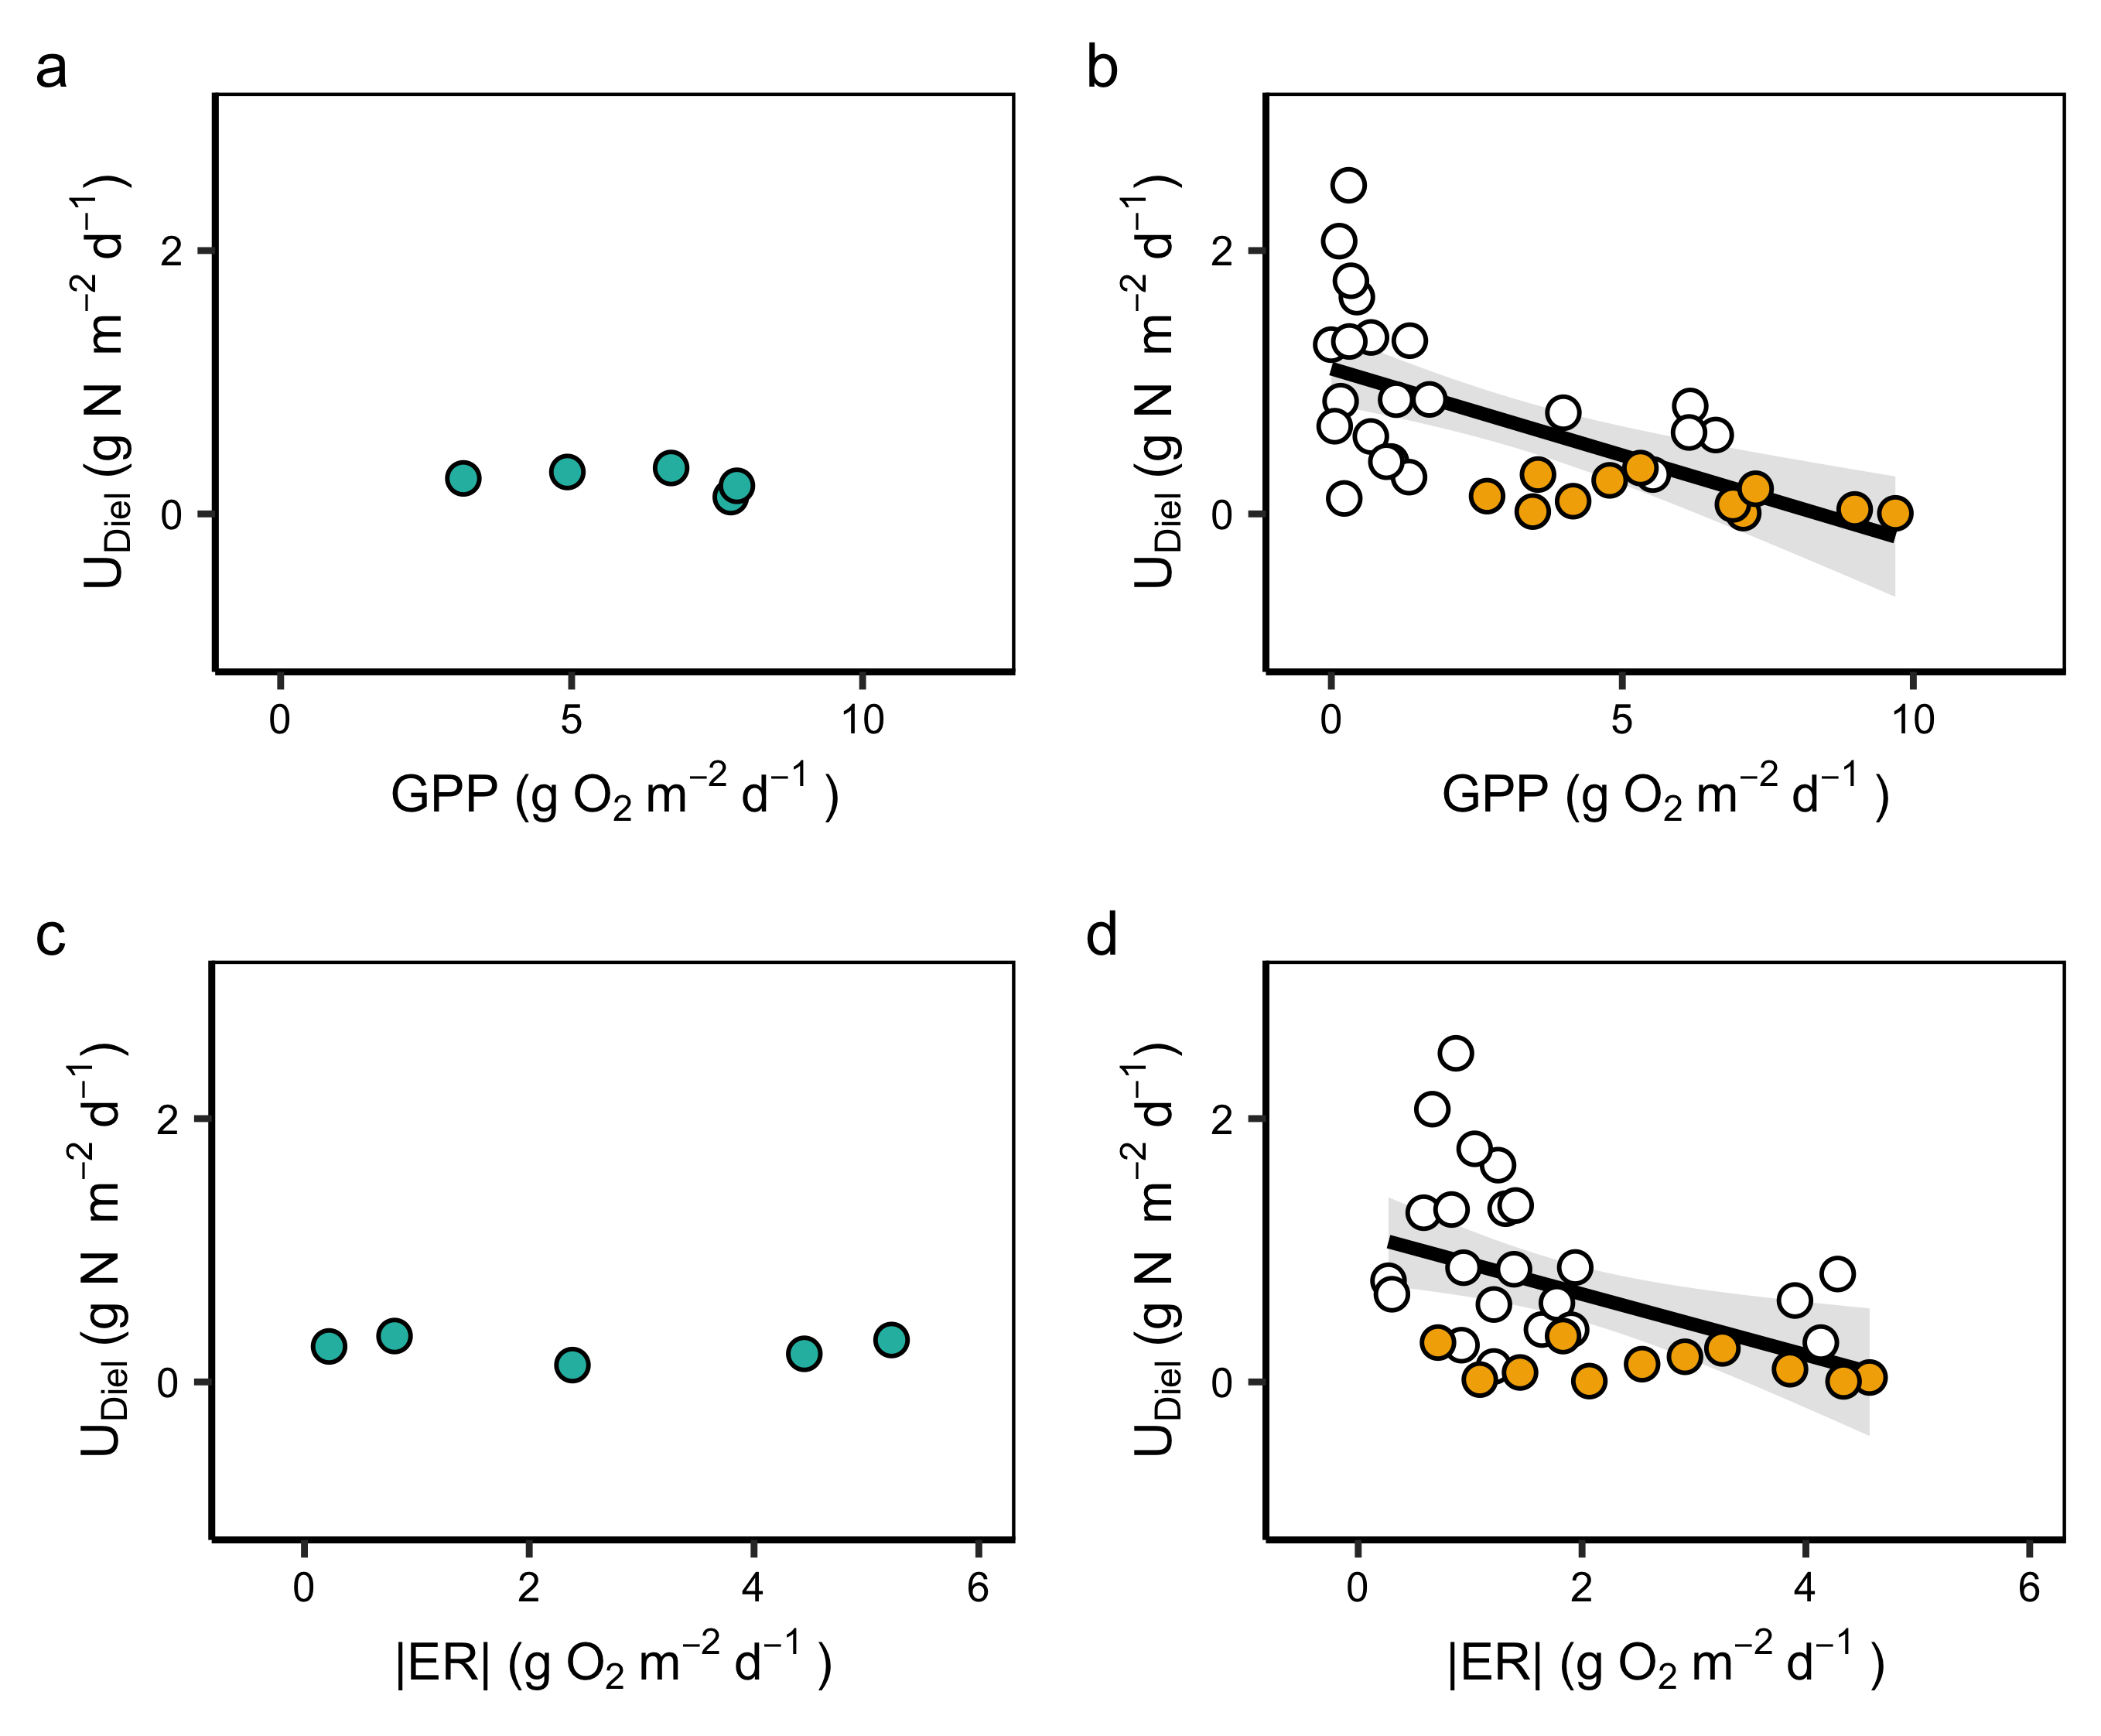 a
U_Diel (g N m⁻² d⁻¹)
2
0
0 5 10
GPP (g O₂ m⁻² d⁻¹ )
b
U_Diel (g N m⁻² d⁻¹)
2
0
0 5 10
GPP (g O₂ m⁻² d⁻¹ )
c
U_Diel (g N m⁻² d⁻¹)
2
0
0 2 4 6
|ER| (g O₂ m⁻² d⁻¹ )
d
U_Diel (g N m⁻² d⁻¹)
2
0
0 2 4 6
|ER| (g O₂ m⁻² d⁻¹ )